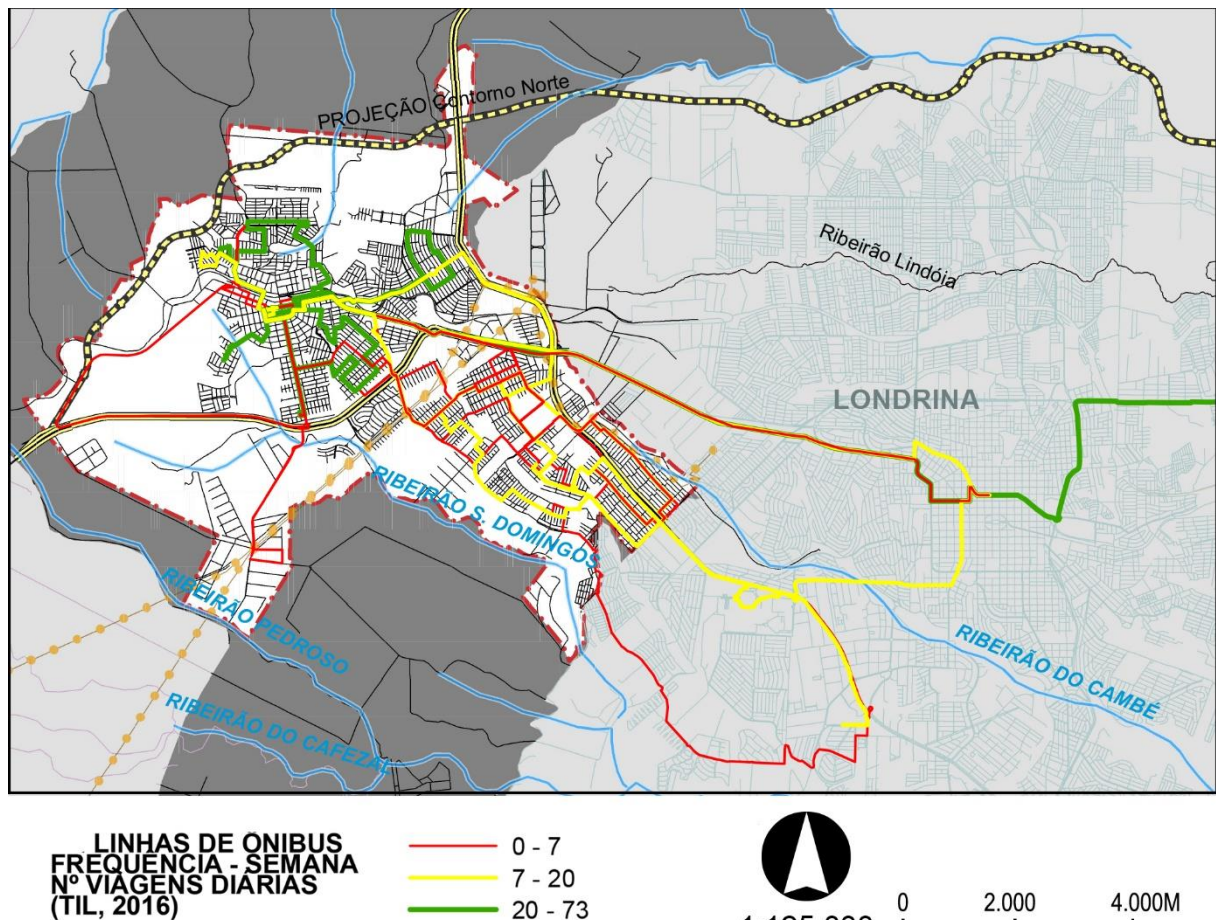 PROJEÇÃO Contorno Norte
Ribeirão Lindóia
LONDRINA
RIBEIRÃO S. DOMINGOS
RIBEIRÃO PEDROSO
RIBEIRÃO DO CAFEZAL
RIBEIRÃO DO CAMBÉ
LINHAS DE ÔNIBUS
FREQUÊNCIA - SEMANA
Nº VIAGENS DIÁRIAS
(TIL, 2016)
0 - 7
7 - 20
20 - 73
0 2.000 4.000M